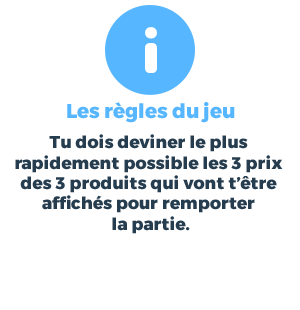 Les règles du jeu
Tu dois deviner le plus
rapidement possible les 3 prix
des 3 produits qui vont t'être
affichés pour remporter
la partie.